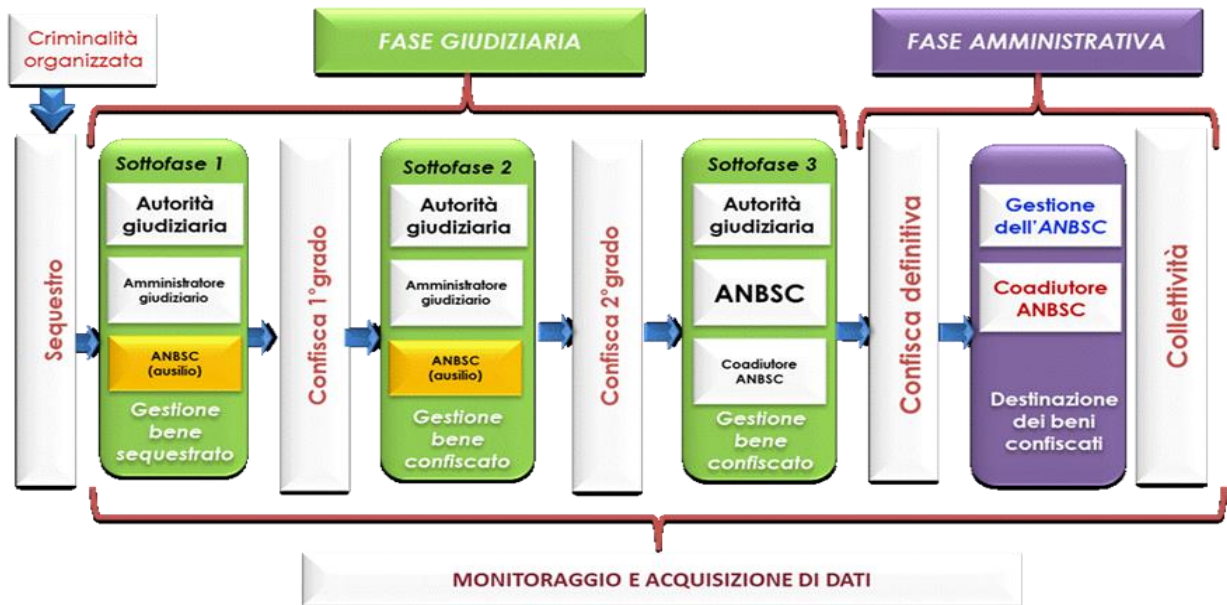 Criminalità
organizzata
FASE GIUDIZIARIA
FASE AMMINISTRATIVA
Sequestro
Sottofase 1
Autorità
giudiziaria
Amministratore
giudiziario
ANBSC
(ausilio)
Gestione
bene
sequestrato
Confisca 1°grado
Sottofase 2
Autorità
giudiziaria
Amministratore
giudiziario
ANBSC
(ausilio)
Gestione
bene
confiscato
Confisca 2°grado
Sottofase 3
Autorità
giudiziaria
ANBSC
Coadiutore
ANBSC
Gestione
bene
confiscato
Confisca definitiva
Gestione
dell'ANBSC
Coadiutore
ANBSC
Destinazione
dei beni
confiscati
Collettività
MONITORAGGIO E ACQUISIZIONE DI DATI